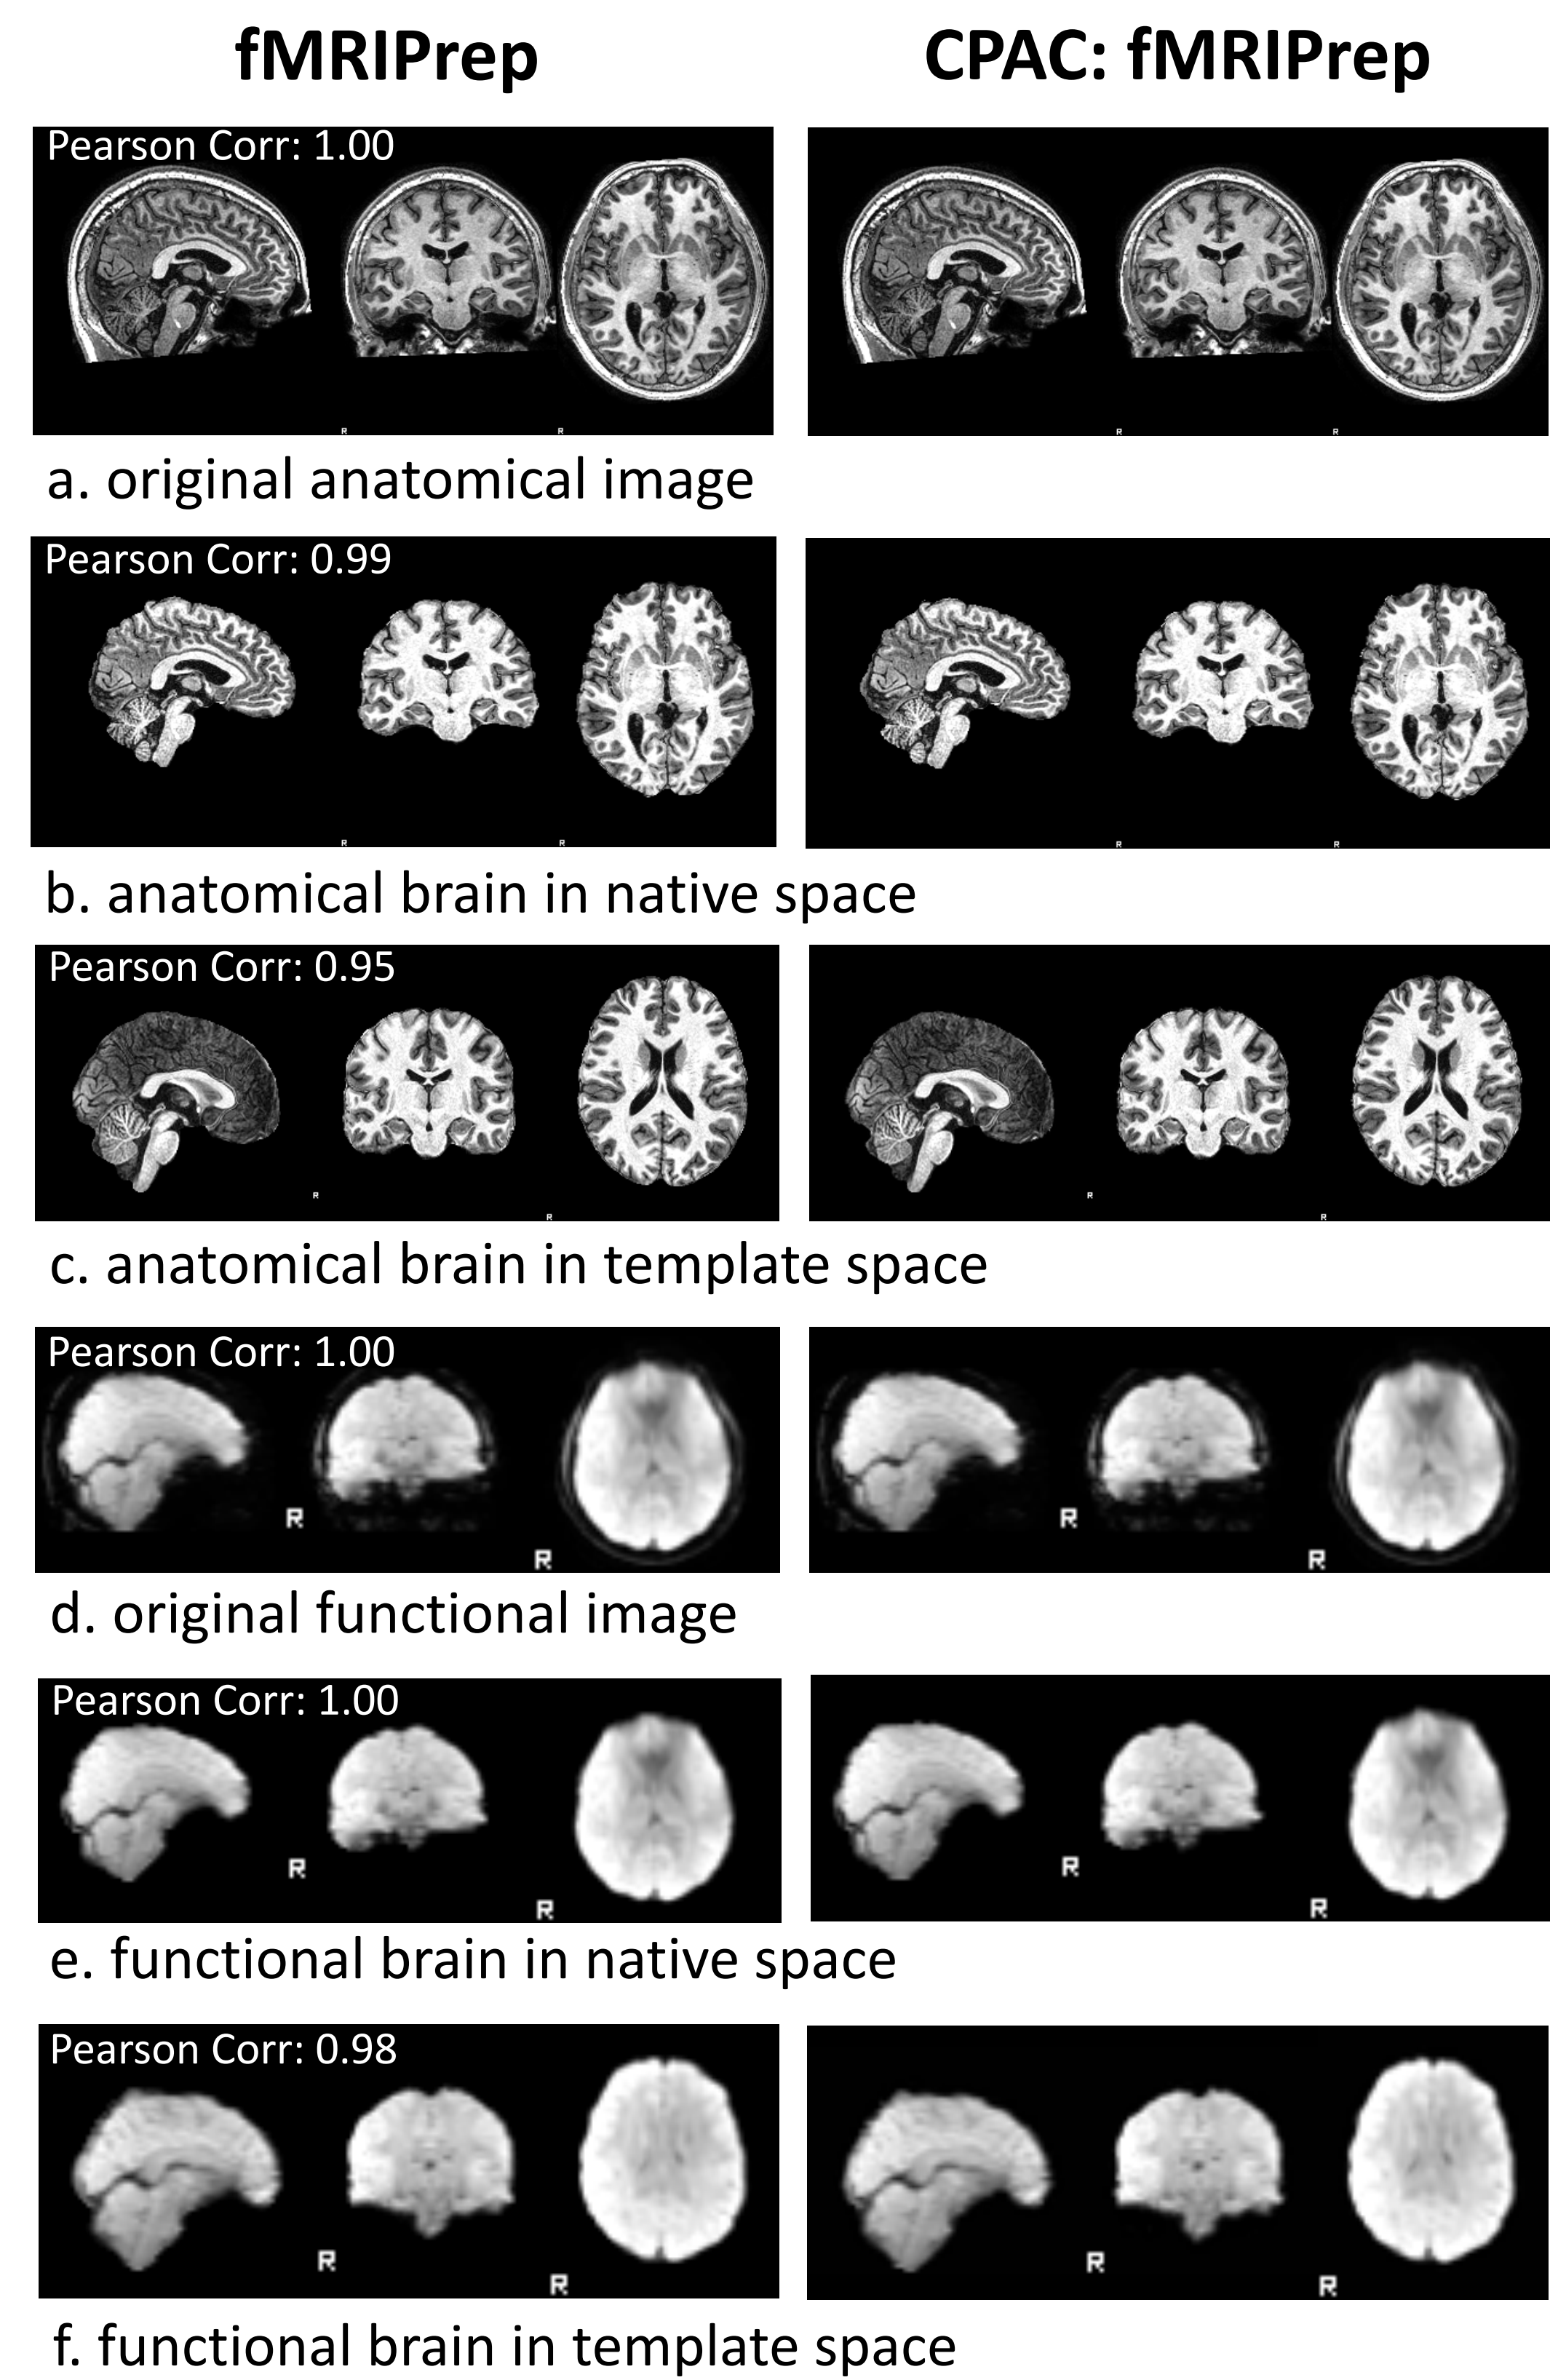 fMRIPrep
CPAC: fMRIPrep
Pearson Corr: 1.00
R
R
R
R
a. original anatomical image
Pearson Corr: 0.99
R
R
R
R
b. anatomical brain in native space
Pearson Corr: 0.95
R
R
R
R
c. anatomical brain in template space
Pearson Corr: 1.00
R
R
R
R
d. original functional image
Pearson Corr: 1.00
R
R
R
R
e. functional brain in native space
Pearson Corr: 0.98
R
R
R
R
f. functional brain in template space